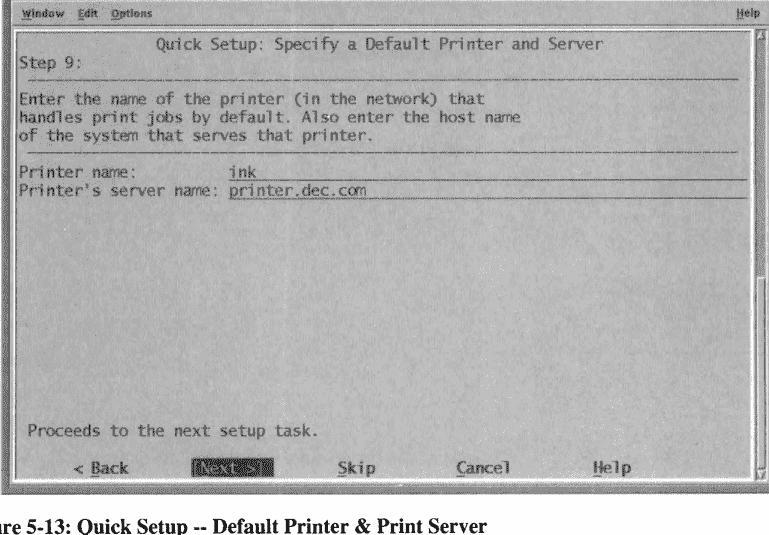 Window Edit Options Help
Quick Setup: Specify a Default Printer and Server
Step 9:
Enter the name of the printer (in the network) that
handles print jobs by default. Also enter the host name
of the system that serves that printer.
Printer name: ink
Printer's server name: printer.dec.com
Proceeds to the next setup task.
< Back [Next >] Skip Cancel Help
re 5-13: Quick Setup -- Default Printer & Print Server